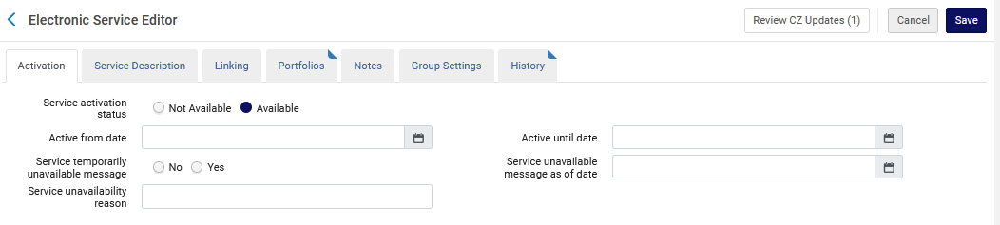 Electronic Service Editor
Review CZ Updates (1)
Cancel
Save
Activation
Service Description
Linking
Portfolios
Notes
Group Settings
History
Service activation
status
Not Available
Available
Active from date
Active until date
Service temporarily
unavailable message
No
Yes
Service unavailable
message as of date
Service unavailability
reason